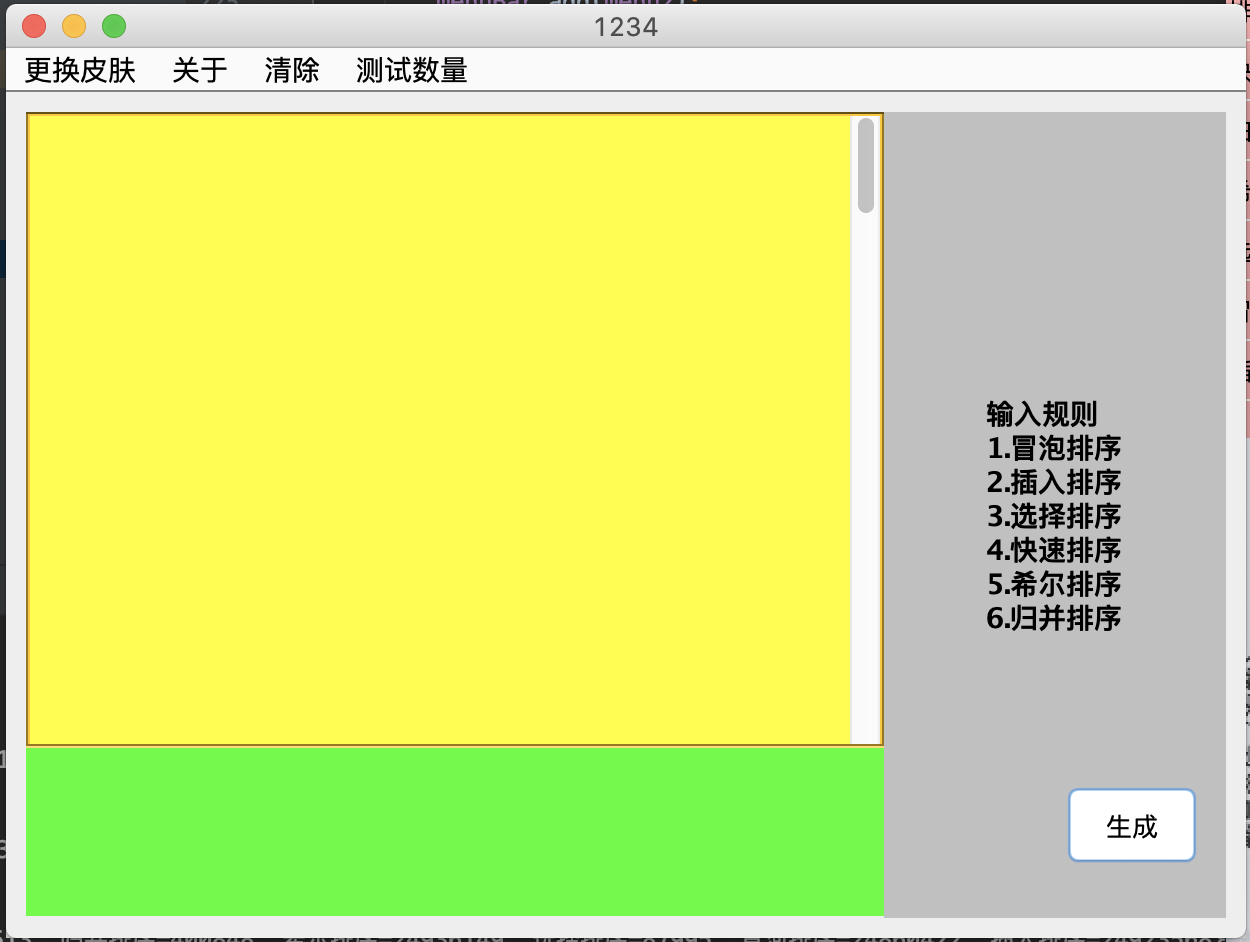 1234
更换皮肤 关于 清除 测试数量
输入规则
1.冒泡排序
2.插入排序
3.选择排序
4.快速排序
5.希尔排序
6.归并排序
生成